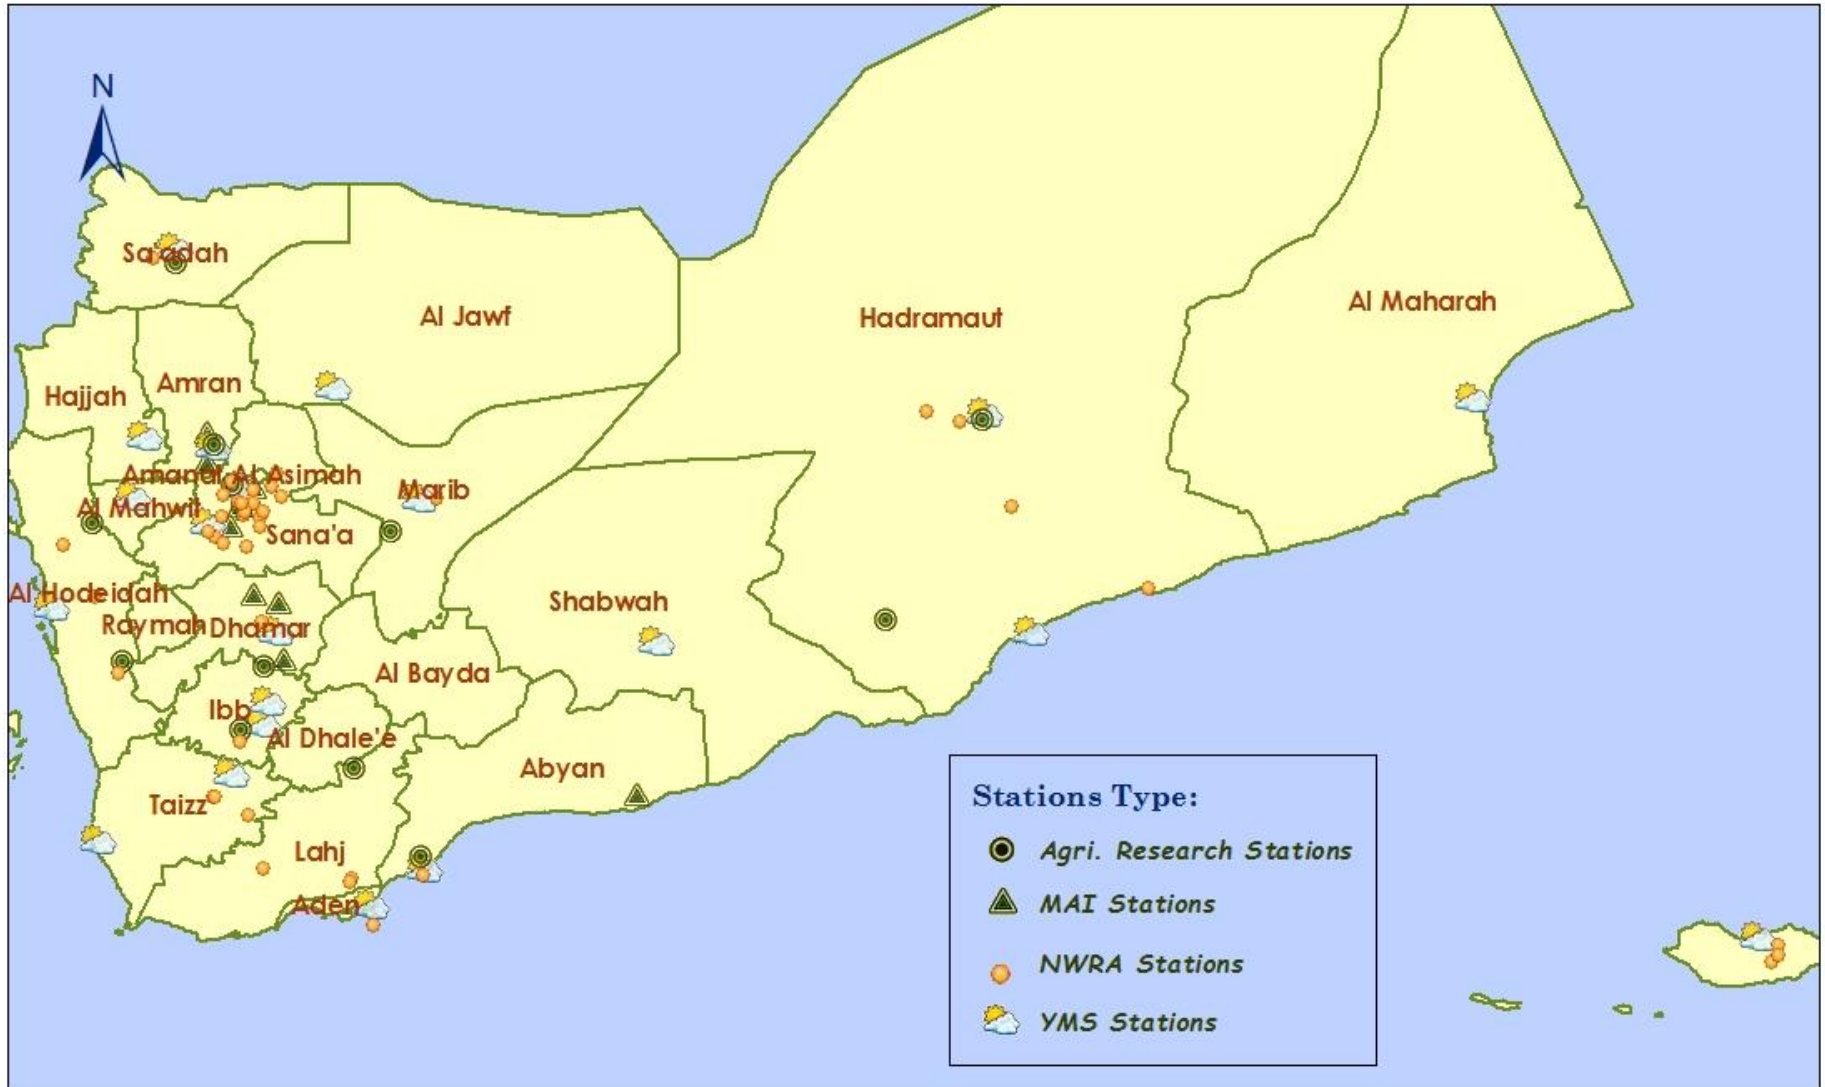 N
Sa'adah
Al Jawf
Hadramaut
Al Maharah
Hajjah
Amran
Amanat Al Asimah
Marib
Al Mahwit
Sana'a
Al Hodeidah
Shabwah
Raymah
Dhamar
Al Bayda
Ibb
Al Dhale'e
Abyan
Taizz
Lahj
Aden
Stations Type:
Agri. Research Stations
MAI Stations
NWRA Stations
YMS Stations